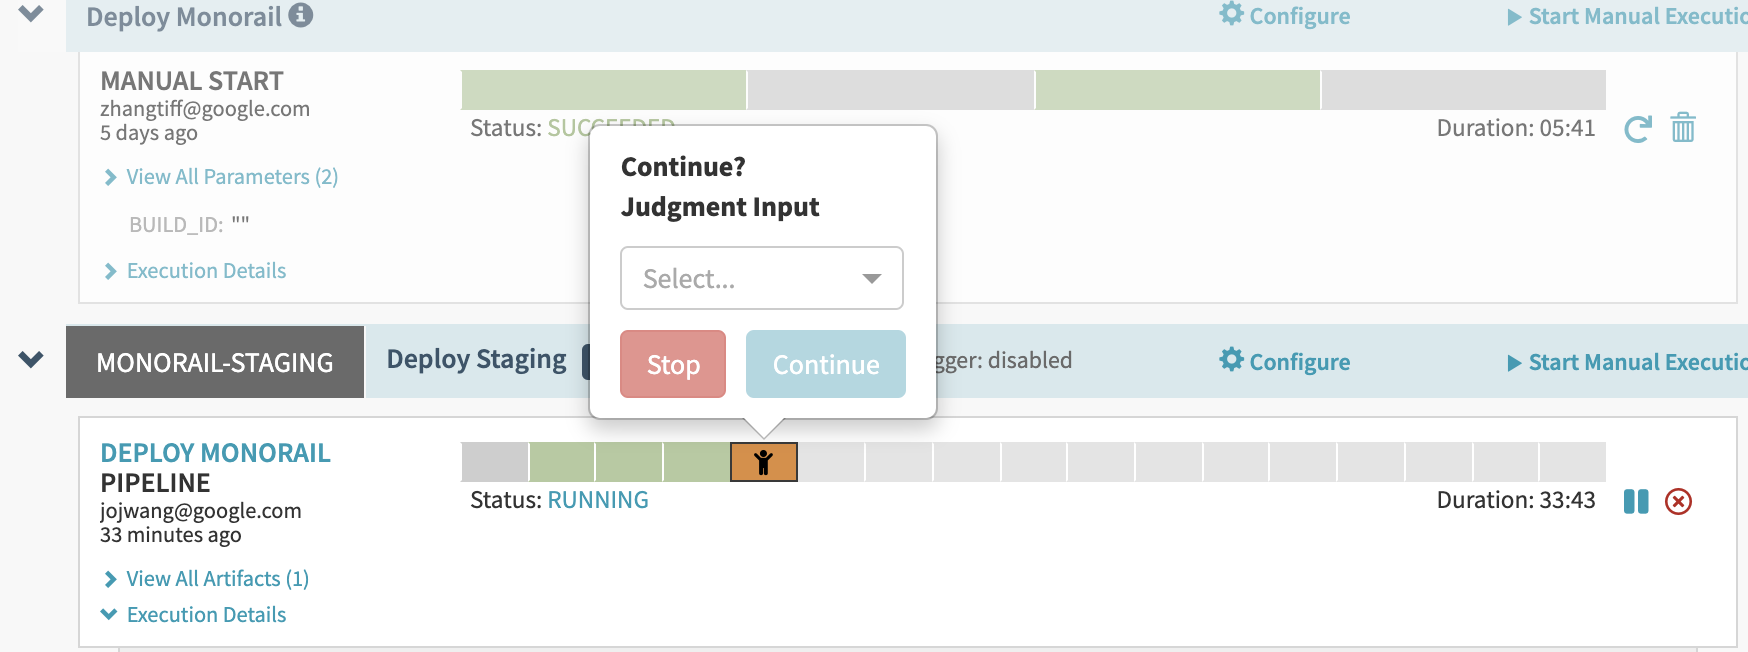 Deploy Monorail
Configure
Start Manual Executio
MANUAL START
zhangtiff@google.com
5 days ago
Status: SUCCEEDED
Duration: 05:41
View All Parameters (2)
BUILD_ID: ""
Execution Details
Continue?
Judgment Input
Select...
Stop
Continue
MONORAIL-STAGING
Deploy Staging
gger: disabled
Configure
Start Manual Executio
DEPLOY MONORAIL
PIPELINE
jojwang@google.com
33 minutes ago
Status: RUNNING
Duration: 33:43
View All Artifacts (1)
Execution Details